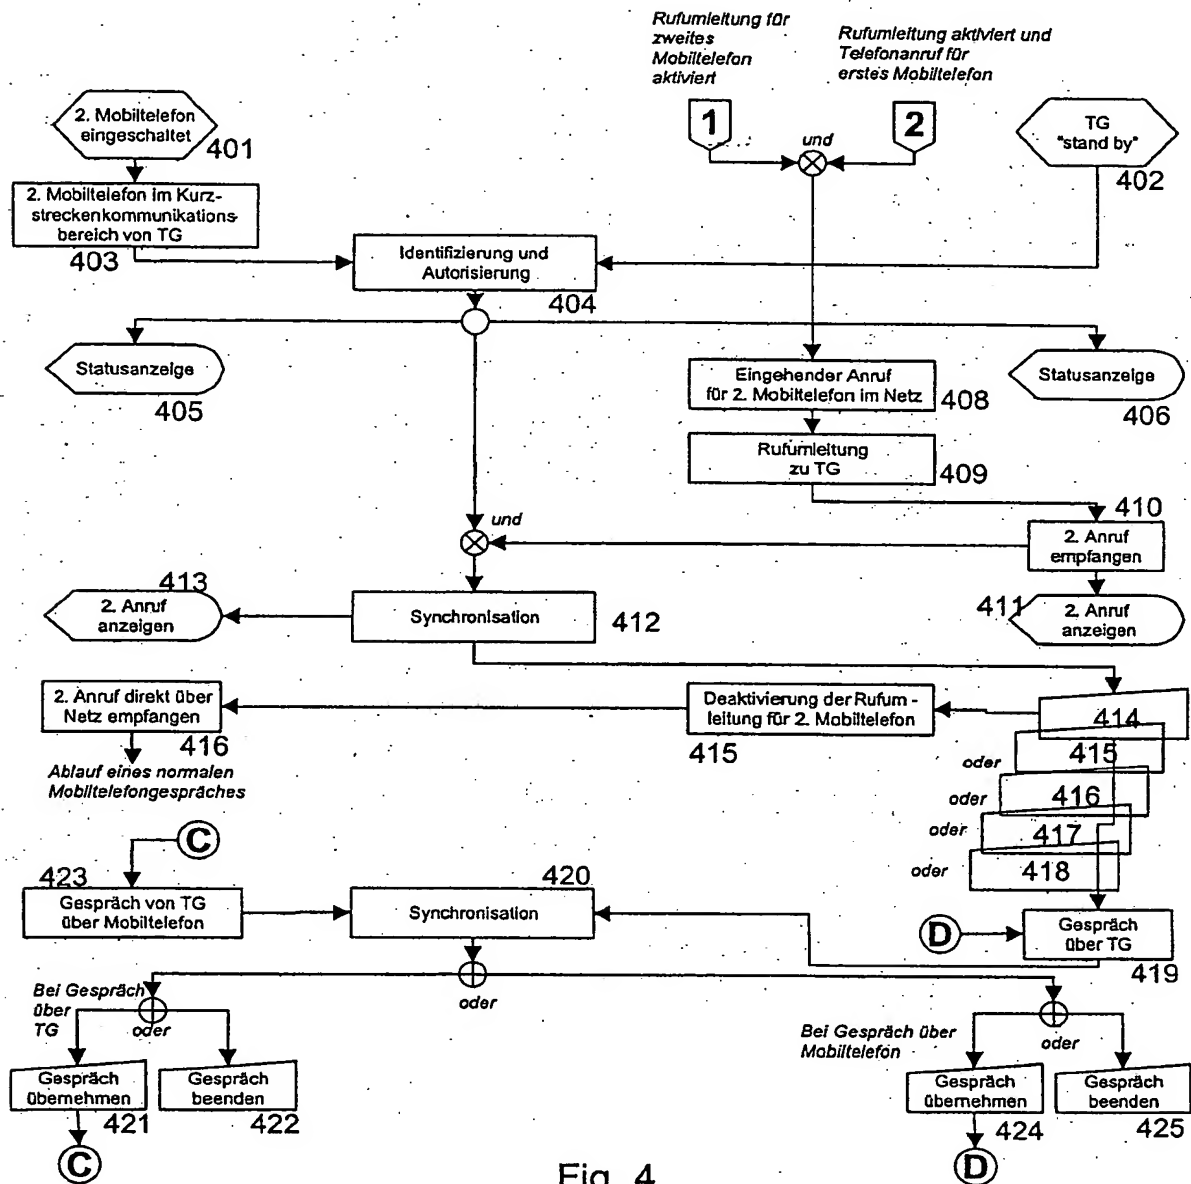 Rufumleitung für
zweites
Mobiltelefon
aktiviert
Rufumleitung aktiviert und
Telefonanruf für
erstes Mobiltelefon
2. Mobiltelefon
eingeschaltet
401
1
und
2
TG
"stand by"
402
2. Mobiltelefon im Kurz-
streckenkommunikations-
bereich von TG
403
Identifizierung und
Autorisierung
404
Statusanzeige
405
Eingehender Anruf
für 2. Mobiltelefon im Netz
408
Statusanzeige
406
Rufumleitung
zu TG
409
410
2. Anruf
empfangen
und
413
2. Anruf
anzeigen
Synchronisation
412
411
2. Anruf
anzeigen
2. Anruf direkt über
Netz empfangen
416
Ablauf eines normalen
Mobiltelefongespräches
Deaktivierung der Rufum-
leitung für 2. Mobiltelefon
415
414
oder
415
oder
416
oder
417
oder
418
C
423
Gespräch von TG
über Mobiltelefon
420
Synchronisation
D
Gespräch
über TG
419
oder
Bei Gespräch
über
TG
oder
Gespräch
übernehmen
421
Gespräch
beenden
422
C
Bei Gespräch über
Mobiltelefon
oder
Gespräch
übernehmen
424
Gespräch
beenden
425
D
Fig. 4